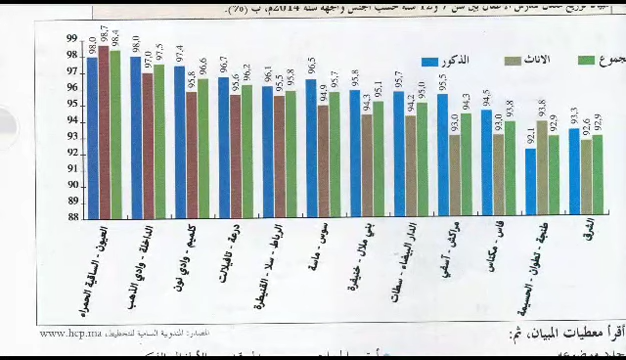 سنة حسب الجنس والجهة سنة 2014م، ب (%).
الذكور الاناث
99
98
97
96
95
94
93
92
91
90
89
88
98,0 98,7 98,4
98,0 97,0 97,5
97,4 95,8 96,6
96,7 95,6 96,2
96,1 95,5 95,8
96,5 94,9 95,7
95,8 94,3 95,1
95,7 94,2 95,0
95,5 93,0 94,3
94,5 93,0 93,8
92,1 93,8 92,9
93,3 92,6 92,9
العيون - الساقية الحمراء
الداخلة - وادي الذهب
كلميم - وادي نون
درعة - تافيلالت
الرباط - سلا - القنيطرة
سوس - ماسة
بني ملال - خنيفرة
الدار البيضاء - سطات
مراكش - آسفي
فاس - مكناس
طنجة - تطوان - الحسيمة
الشرق
المصدر: المندوبية السامية للتخطيط، www.hcp.ma
أقرأ معطيات المبيان، ثم: